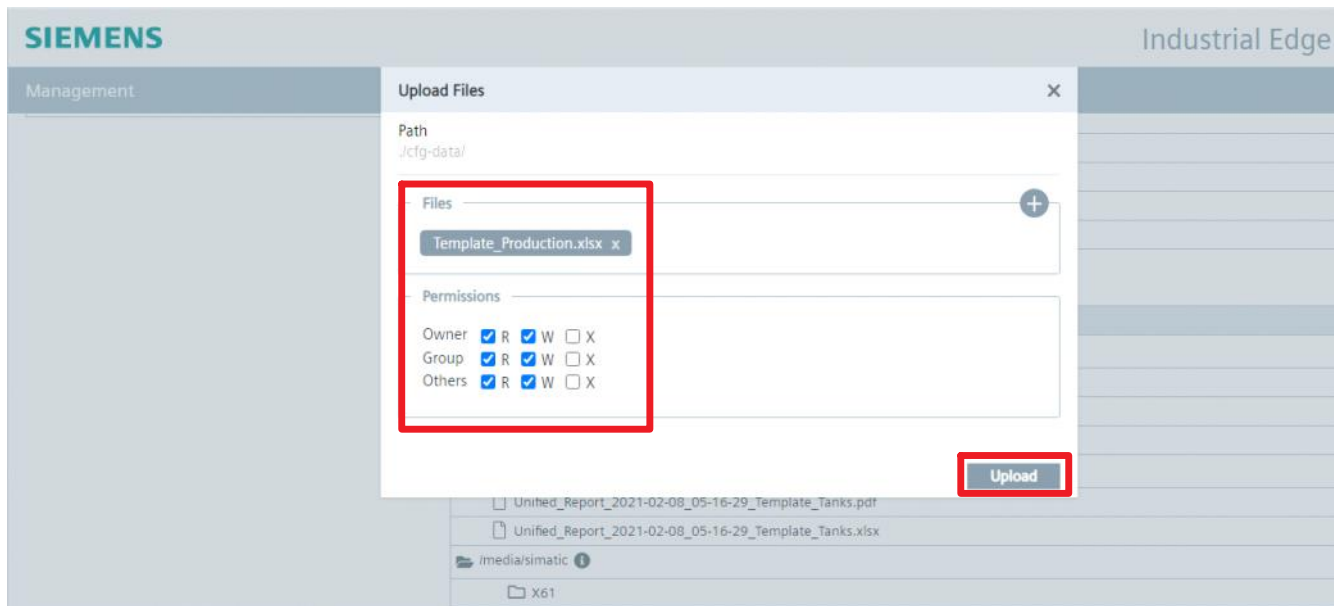 SIEMENS
Industrial Edge
Management
Upload Files
Path
./cfg-data/
Files
Template_Production.xlsx x
Permissions
Owner R W X
Group R W X
Others R W X
Upload
Unified_Report_2021-02-08_05-16-29_Template_Tanks.pdf
Unified_Report_2021-02-08_05-16-29_Template_Tanks.xlsx
/media/simatic
X61